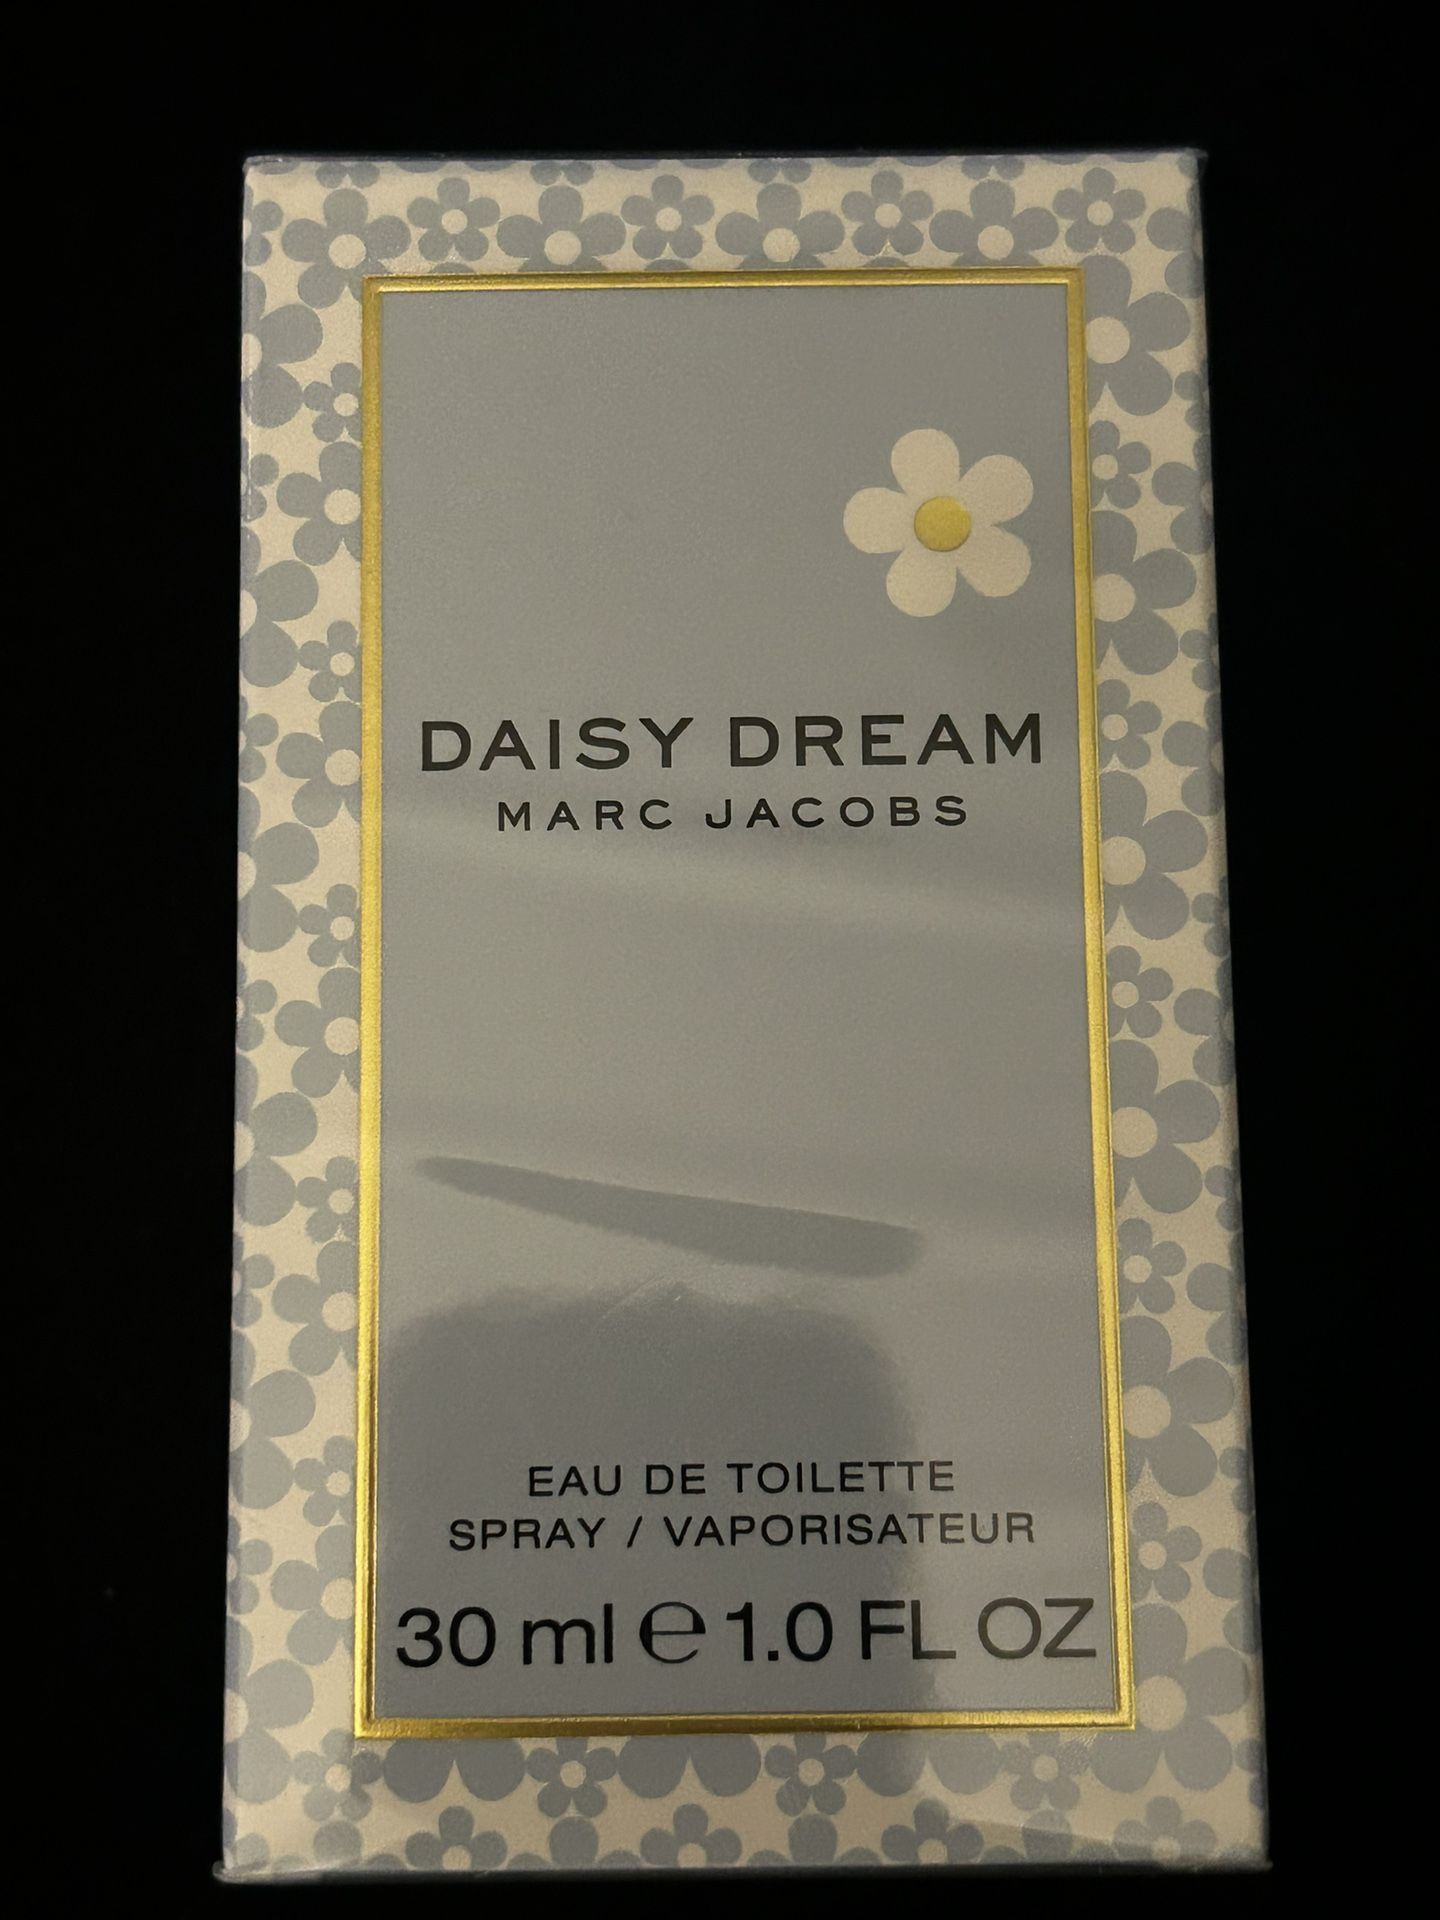 DAISY DREAM
MARC JACOBS
EAU DE TOILETTE
SPRAY / VAPORISATEUR
30 ml ℮ 1.0 FL OZ